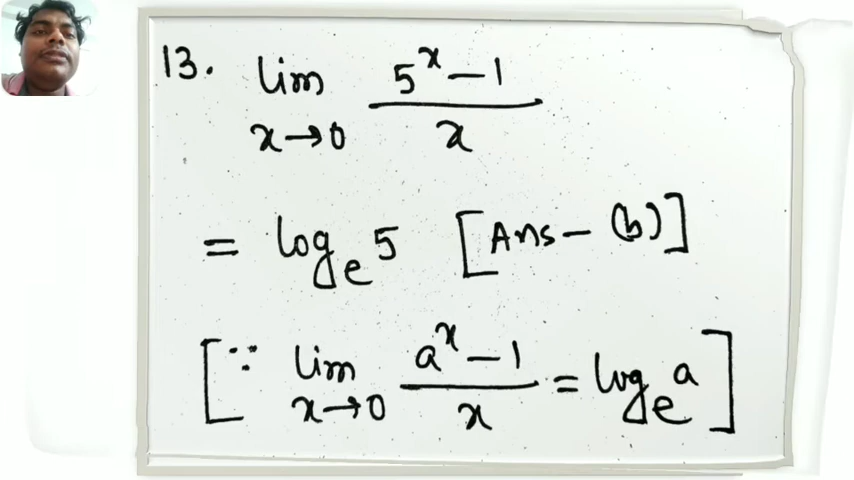 13. lim x→0 (5^x − 1)/x
= log_e 5 [Ans − (b)]
[∵ lim x→0 (a^x − 1)/x = log_e a]